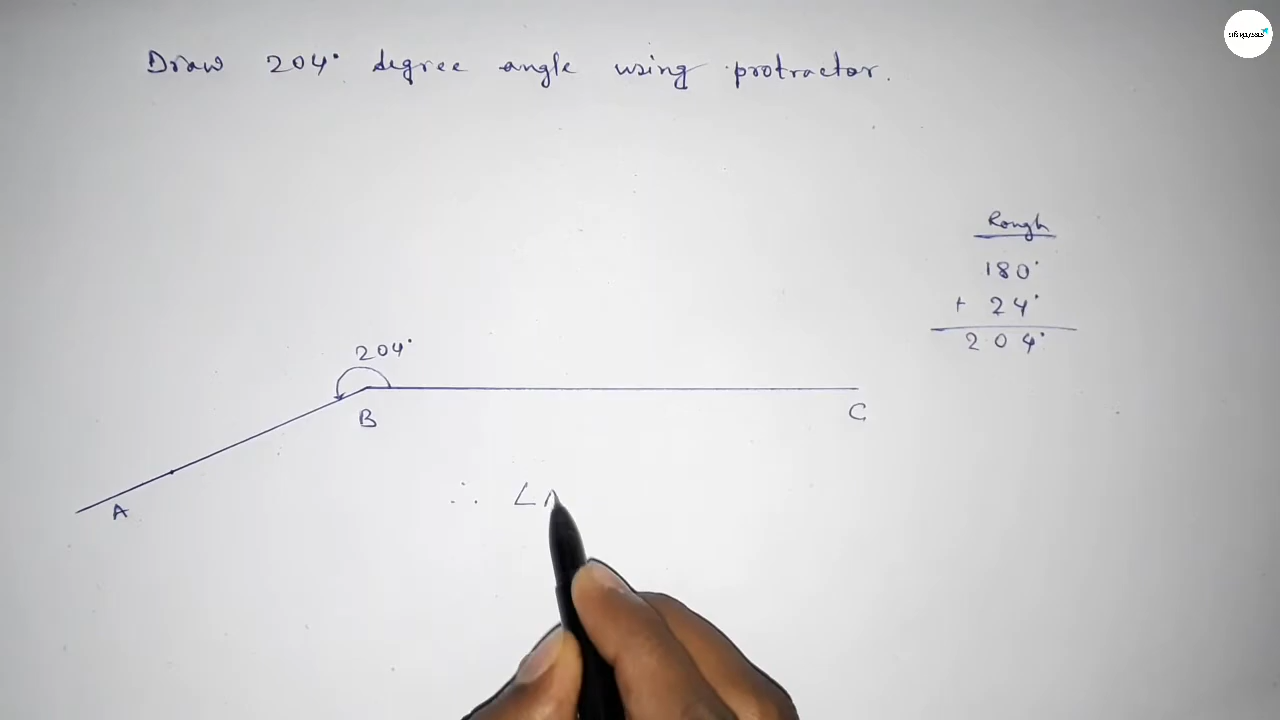 Draw 204° degree angle using protractor.
Rough
180°
+ 24°
204°
204°
B
C
A
∴ ∠A